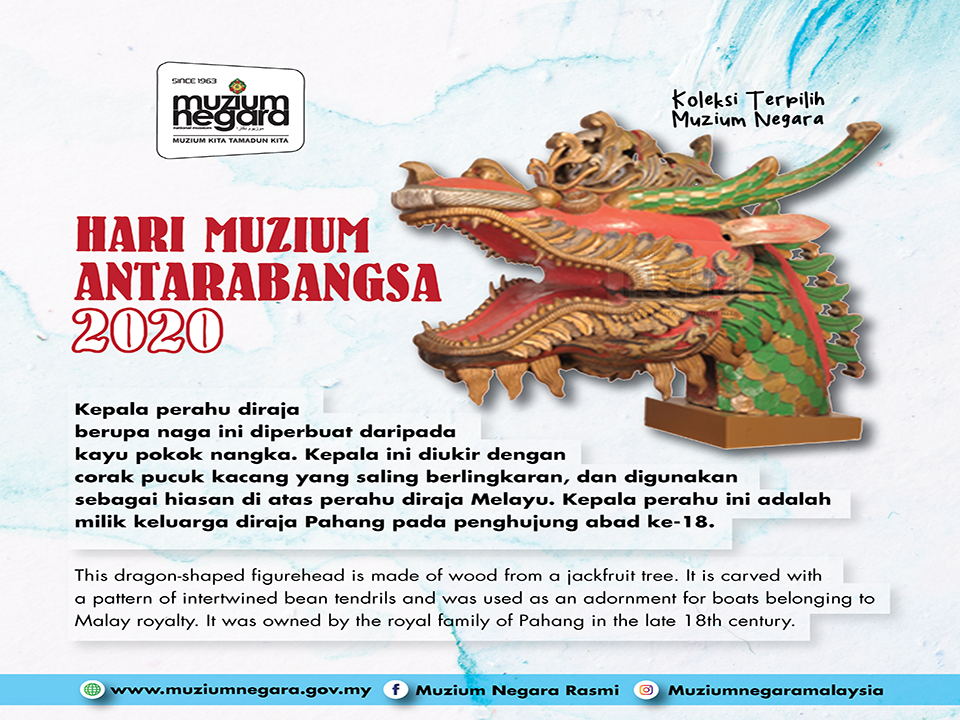 SINCE 1963
muzium
negara
national museum
MUZIUM KITA TAMADUN KITA
Koleksi Terpilih
Muzium Negara
HARI MUZIUM
ANTARABANGSA
2020
Kepala perahu diraja
berupa naga ini diperbuat daripada
kayu pokok nangka. Kepala ini diukir dengan
corak pucuk kacang yang saling berlingkaran, dan digunakan
sebagai hiasan di atas perahu diraja Melayu. Kepala perahu ini adalah
milik keluarga diraja Pahang pada penghujung abad ke-18.
This dragon-shaped figurehead is made of wood from a jackfruit tree. It is carved with
a pattern of intertwined bean tendrils and was used as an adornment for boats belonging to
Malay royalty. It was owned by the royal family of Pahang in the late 18th century.
www.muziumnegara.gov.my f Muzium Negara Rasmi Muziumnegaramalaysia